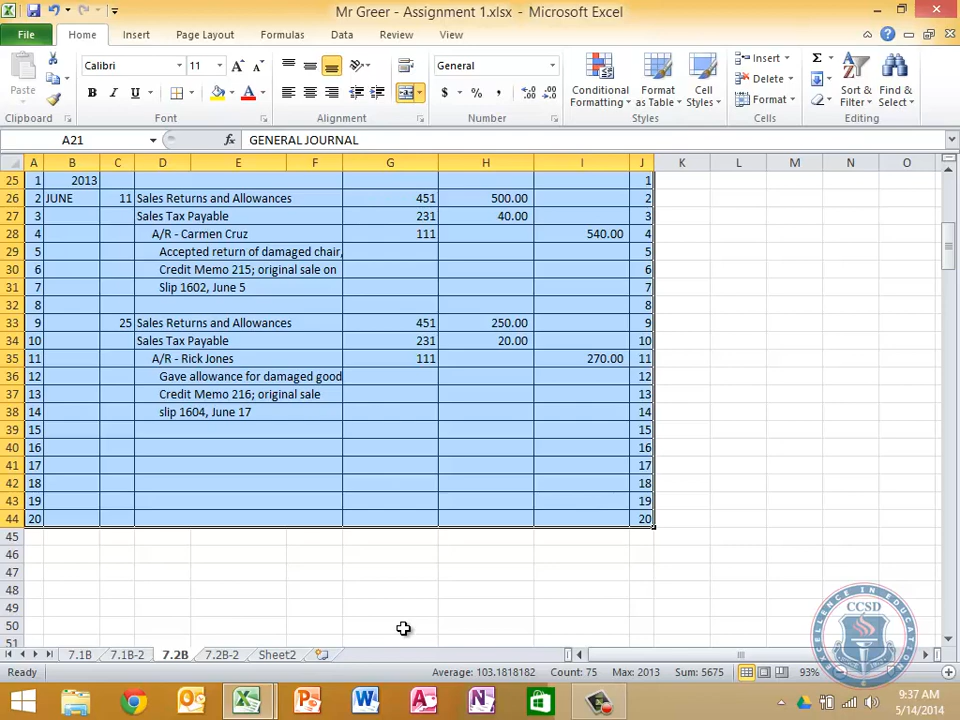 Mr Greer - Assignment 1.xlsx - Microsoft Excel
File Home Insert Page Layout Formulas Data Review View
Paste
Calibri 11
B I U
General
$ % ,
Conditional Formatting
Format as Table
Cell Styles
Insert
Delete
Format
Sort & Filter
Find & Select
Clipboard Font Alignment Number Styles Cells Editing
A21 fx GENERAL JOURNAL
A B C D E F G H I J K L M N O
25 1 2013 1
26 2 JUNE 11 Sales Returns and Allowances 451 500.00 2
27 3 Sales Tax Payable 231 40.00 3
28 4 A/R - Carmen Cruz 111 540.00 4
29 5 Accepted return of damaged chair, 5
30 6 Credit Memo 215; original sale on 6
31 7 Slip 1602, June 5 7
32 8 8
33 9 25 Sales Returns and Allowances 451 250.00 9
34 10 Sales Tax Payable 231 20.00 10
35 11 A/R - Rick Jones 111 270.00 11
36 12 Gave allowance for damaged good 12
37 13 Credit Memo 216; original sale 13
38 14 slip 1604, June 17 14
39 15 15
40 16 16
41 17 17
42 18 18
43 19 19
44 20 20
45
46
47
48
49
50
51
CCSD
EXCELLENCE IN EDUCATION
7.1B 7.1B-2 7.2B 7.2B-2 Sheet2
Ready Average: 103.1818182 Count: 75 Max: 2013 Sum: 5675 93%
9:37 AM
5/14/2014